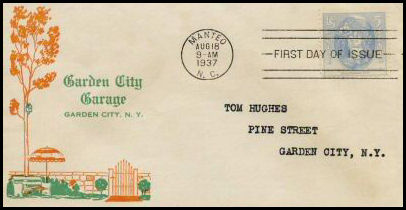 Garden City
Garage
GARDEN CITY, N. Y.
MANTEO
AUG 18
9-AM
1937
N. C.
FIRST DAY OF ISSUE
TOM HUGHES
PINE STREET
GARDEN CITY, N.Y.